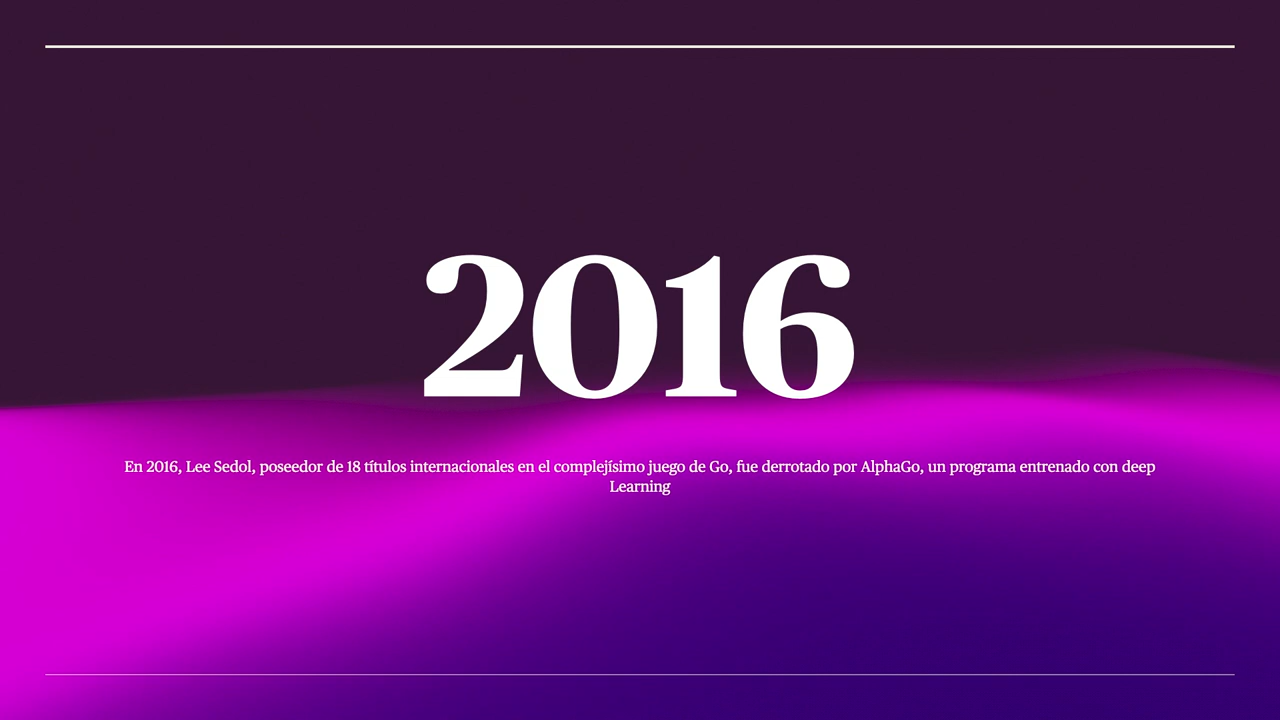 2016
En 2016, Lee Sedol, poseedor de 18 títulos internacionales en el complejísimo juego de Go, fue derrotado por AlphaGo, un programa entrenado con deep
Learning